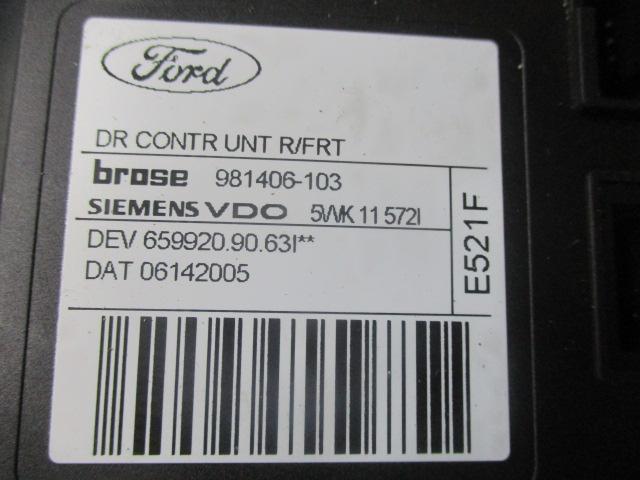 Ford
DR CONTR UNT R/FRT
brose 981406-103
SIEMENS VDO 5WK 11 572I
DEV 659920.90.63I**
DAT 06142005
E521F